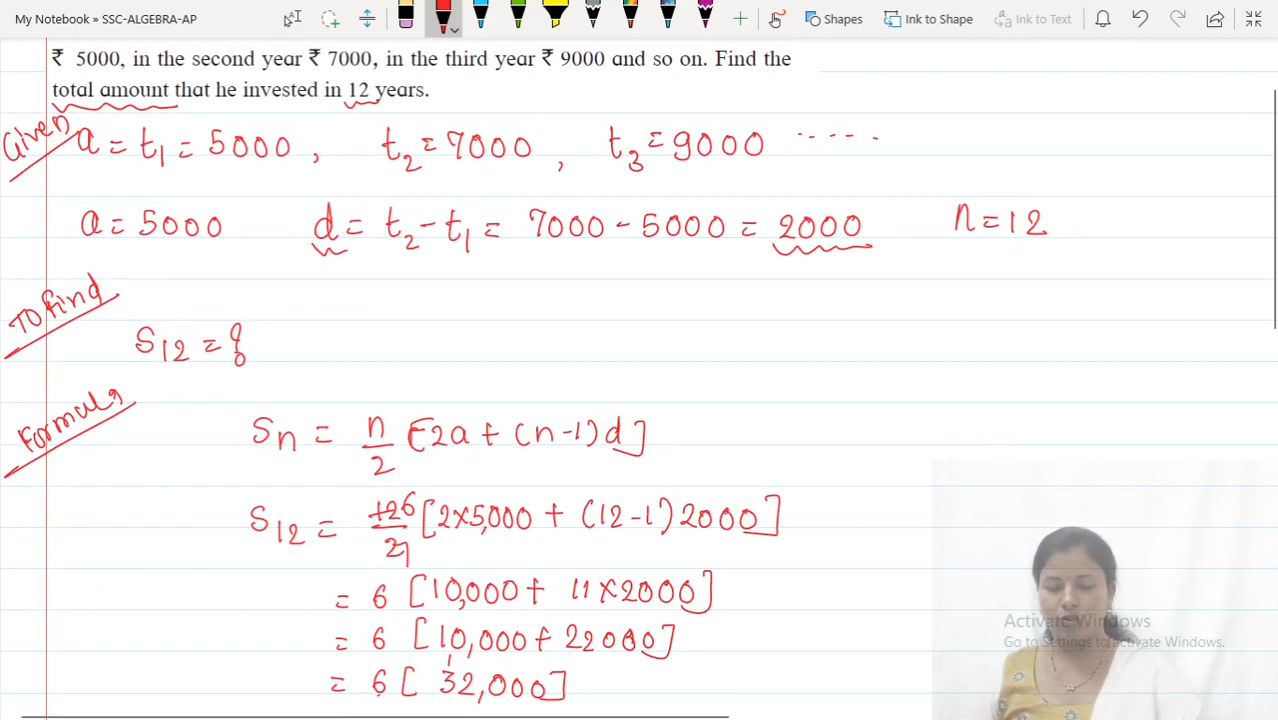 My Notebook > SSC-ALGEBRA-AP
Shapes
Ink to Shape
Ink to Text
₹ 5000, in the second year ₹ 7000, in the third year ₹ 9000 and so on. Find the
total amount that he invested in 12 years.
Given
a = t1 = 5000 , t2 = 7000 , t3 = 9000 .....
a = 5000 d = t2 - t1 = 7000 - 5000 = 2000 n = 12
To find
S12 = ?
Formula
Sn = n/2 [2a + (n-1)d]
S12 = 12 6/2 1 [2×5,000 + (12-1)2000]
= 6 [10,000 + 11×2000]
= 6 [10,000 + 22000]
= 6 [32,000]
Activate Windows
Go to Settings to activate Windows.